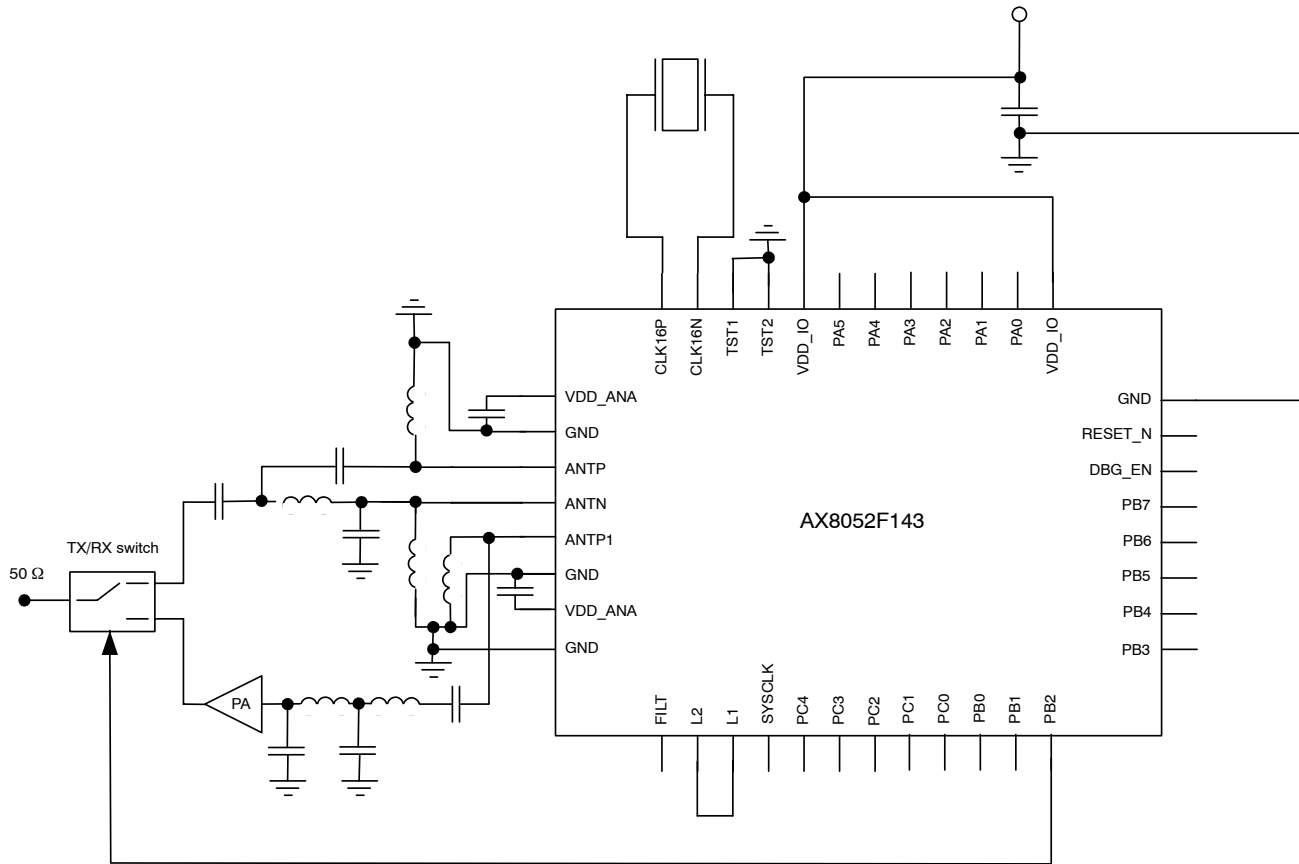 CLK16P
CLK16N
TST1
TST2
VDD_IO
PA5
PA4
PA3
PA2
PA1
PA0
VDD_IO
VDD_ANA
GND
ANTP
ANTN
ANTP1
GND
VDD_ANA
GND
AX8052F143
GND
RESET_N
DBG_EN
PB7
PB6
PB5
PB4
PB3
TX/RX switch
50 Ω
PA
FILT
L2
L1
SYSCLK
PC4
PC3
PC2
PC1
PC0
PB0
PB1
PB2